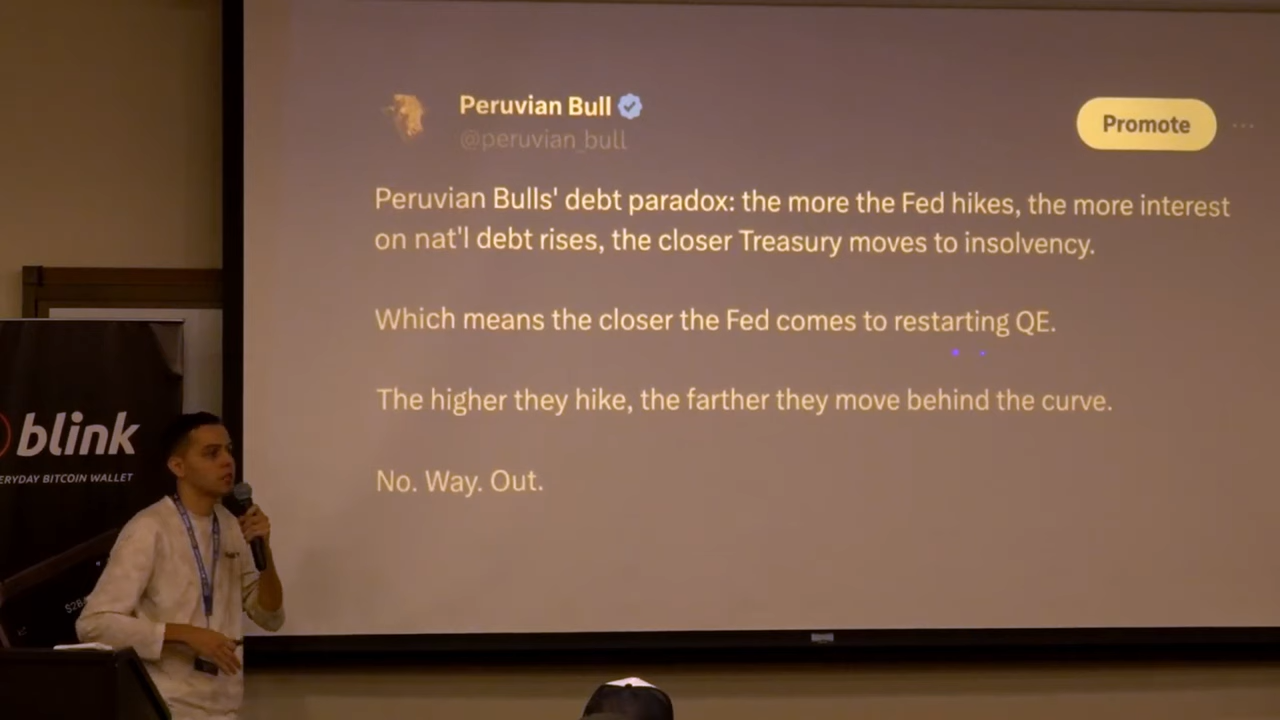 Peruvian Bull
@peruvian_bull
Promote
Peruvian Bulls' debt paradox: the more the Fed hikes, the more interest
on nat'l debt rises, the closer Treasury moves to insolvency.
Which means the closer the Fed comes to restarting QE.
The higher they hike, the farther they move behind the curve.
No. Way. Out.
blink
ERYDAY BITCOIN WALLET